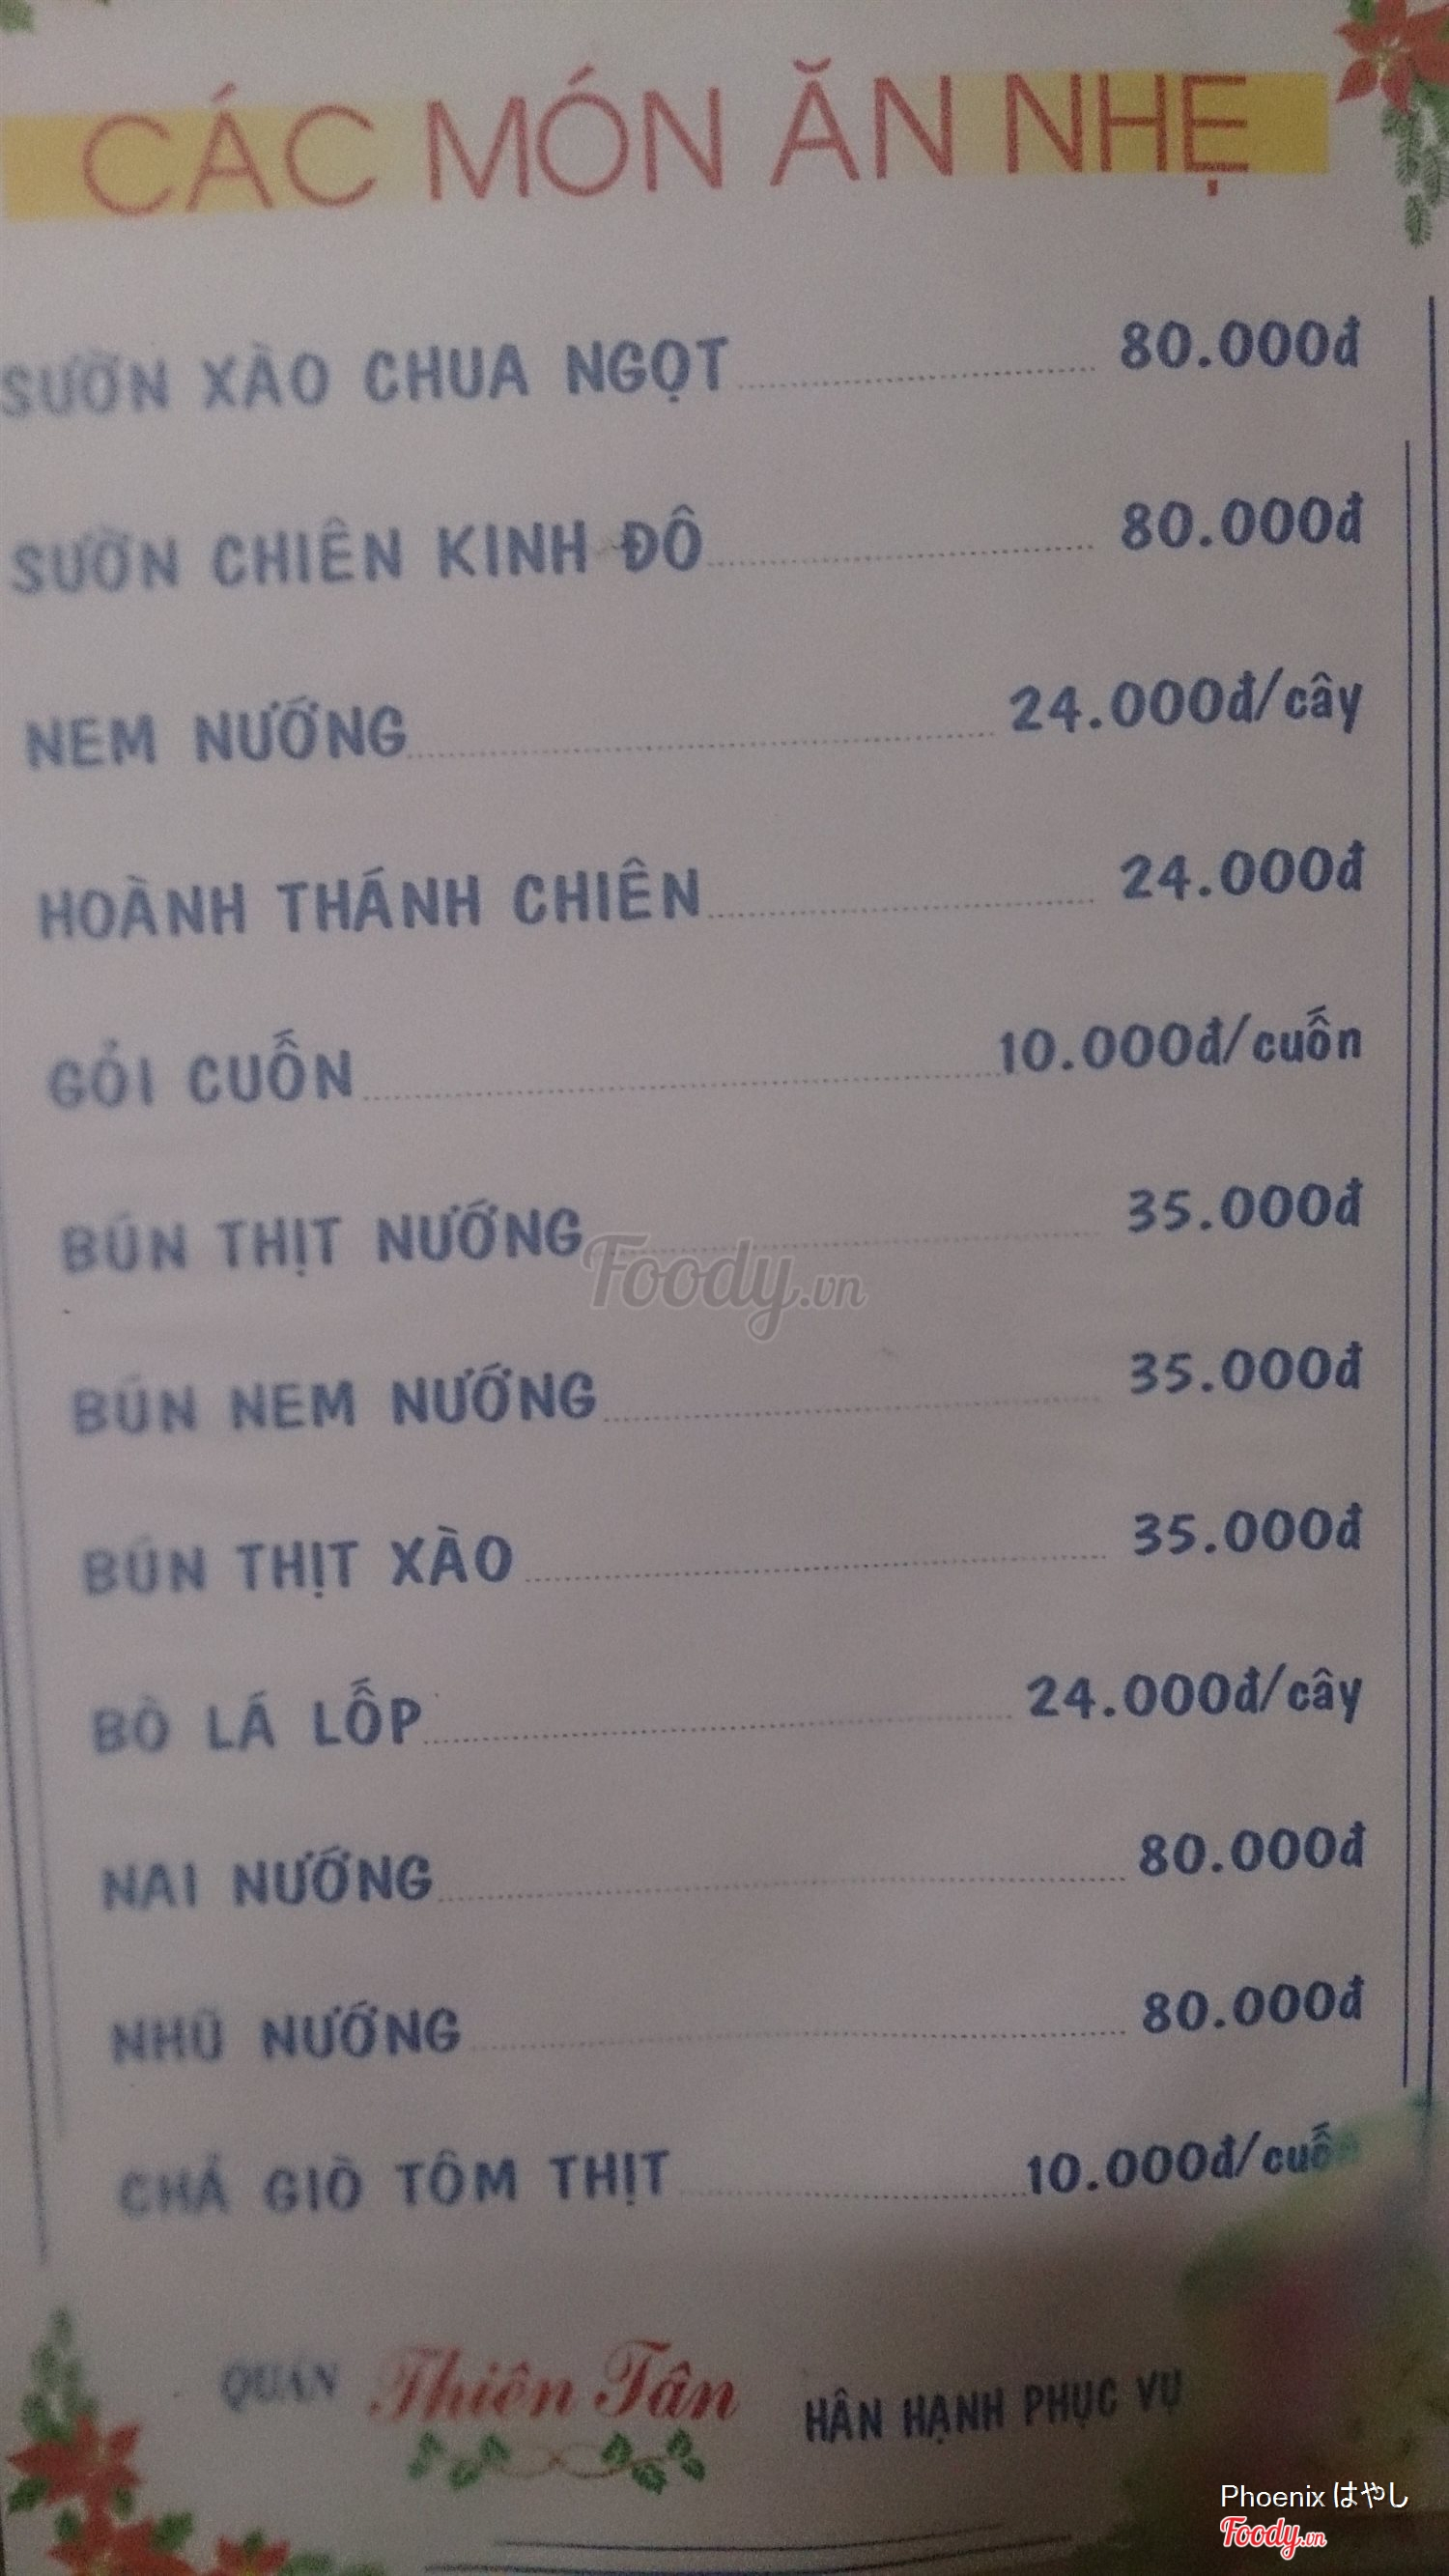 CÁC MÓN ĂN NHẸ
SƯỜN XÀO CHUA NGỌT 80.000đ
SƯỜN CHIÊN KINH ĐÔ 80.000đ
NEM NƯỚNG 24.000đ/cây
HOÀNH THÁNH CHIÊN 24.000đ
GỎI CUỐN 10.000đ/cuốn
BÚN THỊT NƯỚNG 35.000đ
BÚN NEM NƯỚNG 35.000đ
BÚN THỊT XÀO 35.000đ
BÒ LÁ LỐP 24.000đ/cây
NAI NƯỚNG 80.000đ
NHŨ NƯỚNG 80.000đ
CHẢ GIÒ TÔM THỊT 10.000đ/cuốn
QUÁN Thiên Tân HÂN HẠNH PHỤC VỤ
Foody.vn
Phoenix はやし
Foody.vn